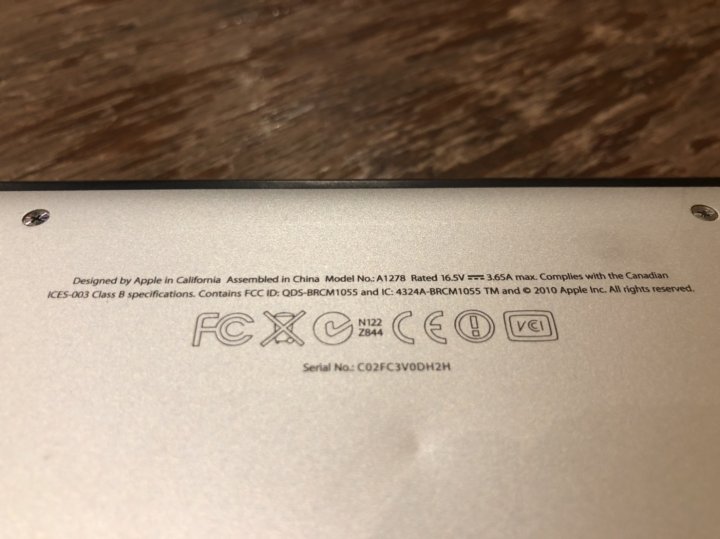 Designed by Apple in California Assembled in China Model No.: A1278 Rated 16.5V ⎓ 3.65A max. Complies with the Canadian
ICES-003 Class B specifications. Contains FCC ID: QDS-BRCM1055 and IC: 4324A-BRCM1055 TM and © 2010 Apple Inc. All rights reserved.
FC N122 CE VCI
Z844
Serial No.: C02FC3V0DH2H